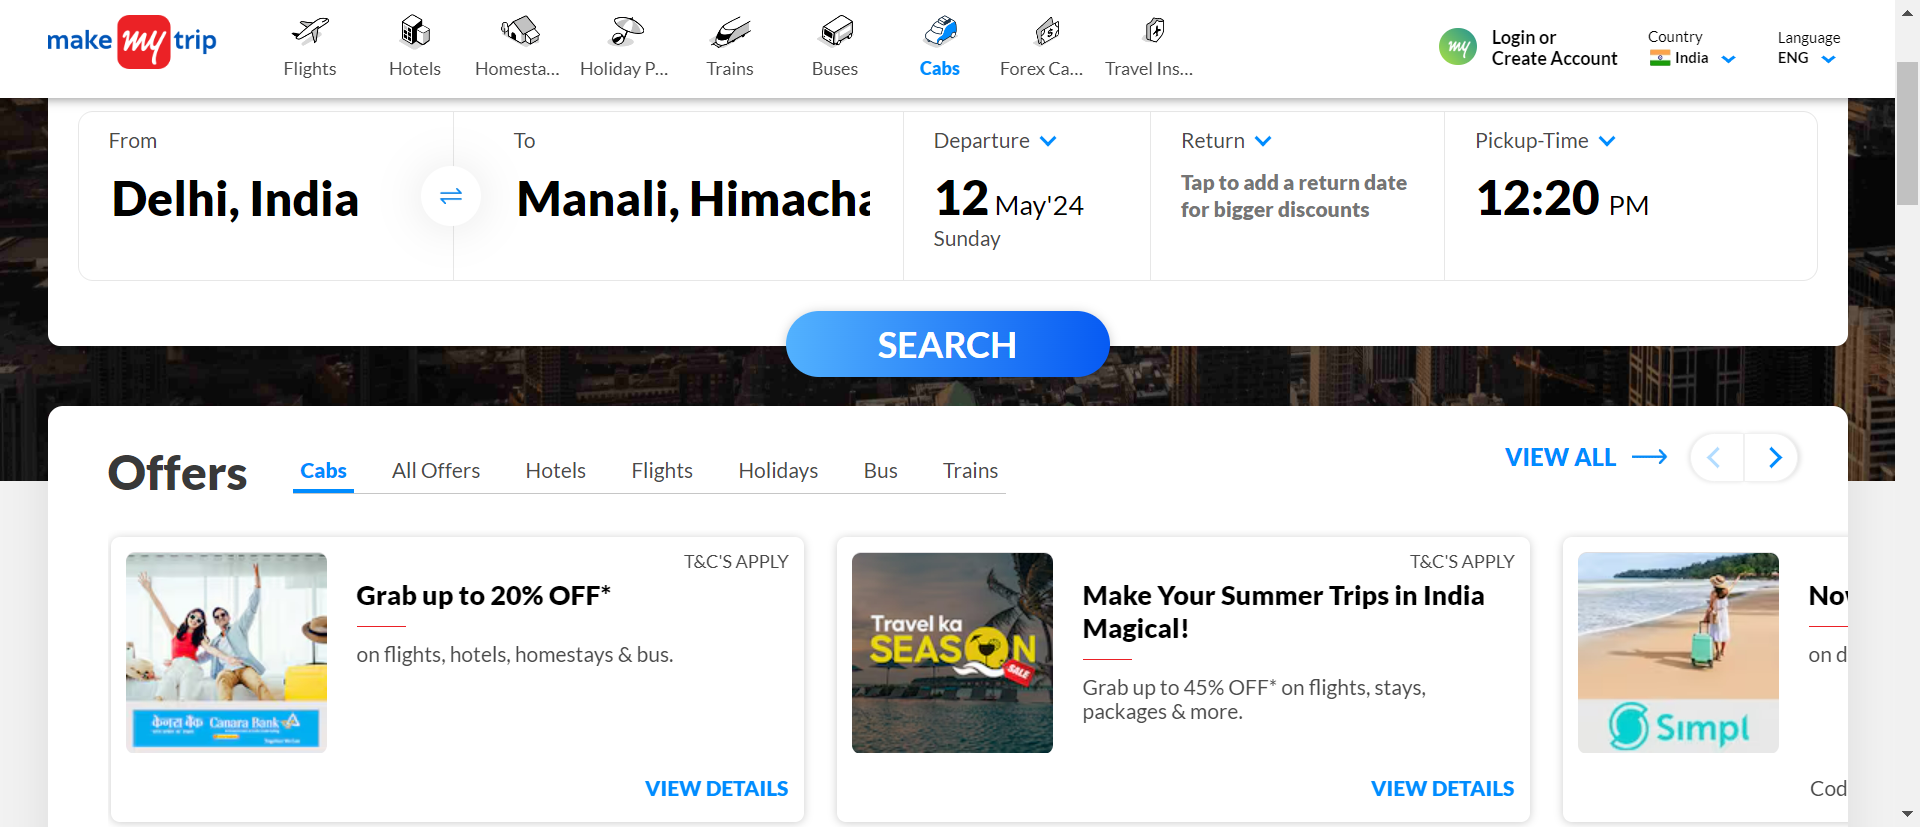 make my trip
Flights
Hotels
Homesta...
Holiday P...
Trains
Buses
Cabs
Forex Ca...
Travel Ins...
my
Login or
Create Account
Country
India
Language
ENG
From
Delhi, India
To
Manali, Himacha
Departure
12 May'24
Sunday
Return
Tap to add a return date
for bigger discounts
Pickup-Time
12:20 PM
SEARCH
Offers
Cabs
All Offers
Hotels
Flights
Holidays
Bus
Trains
VIEW ALL
T&C'S APPLY
Grab up to 20% OFF*
on flights, hotels, homestays & bus.
केनरा बैंक Canara Bank
VIEW DETAILS
T&C'S APPLY
Travel ka
SEASON
SALE
Make Your Summer Trips in India
Magical!
Grab up to 45% OFF* on flights, stays,
packages & more.
VIEW DETAILS
Simpl
No
on d
Cod